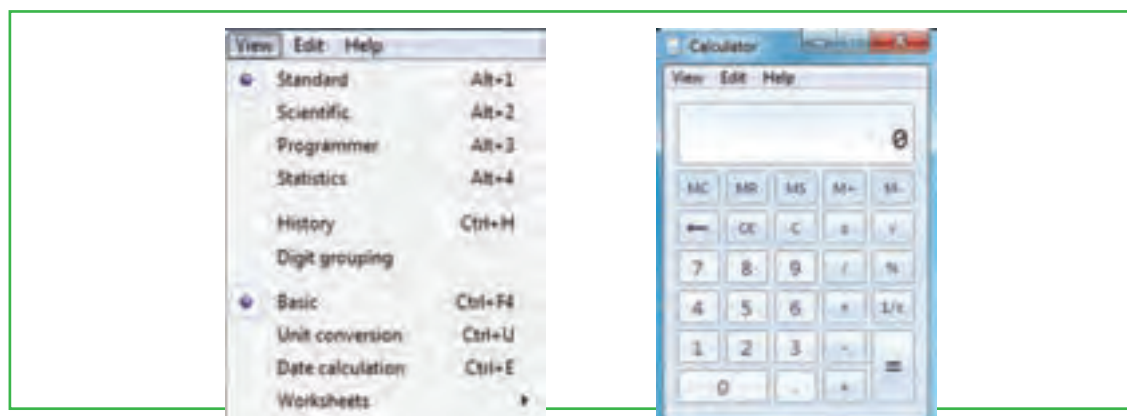 View Edit Help
Standard Alt+1
Scientific Alt+2
Programmer Alt+3
Statistics Alt+4
History Ctrl+H
Digit grouping
Basic Ctrl+F4
Unit conversion Ctrl+U
Date calculation Ctrl+E
Worksheets
Calculator
View Edit Help
0
MC MR MS M+ M-
← CE C ± √
7 8 9 / %
4 5 6 * 1/x
1 2 3 - =
0 . +